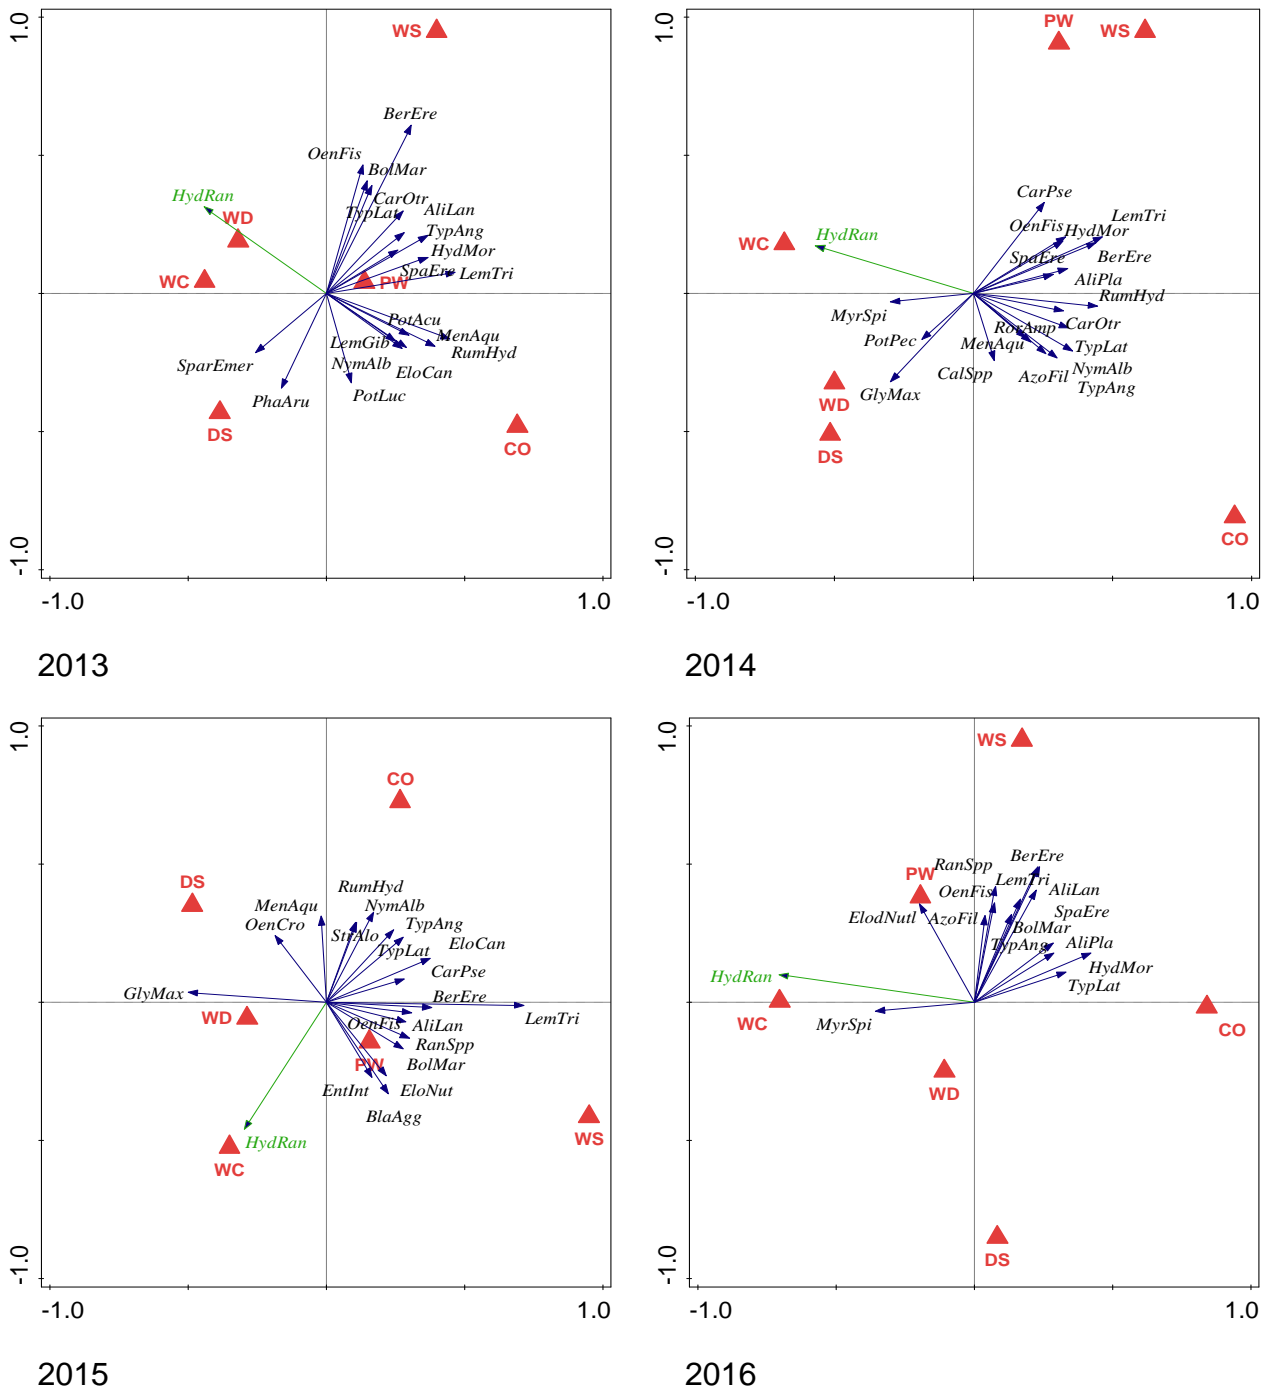 1.0
WS
BerEre
OenFis
BolMar
HydRan
CarOtr
TypLat
AliLan
WD
TypAng
HydMor
SpaEre
LemTri
WC
PW
PotAcu
MenAqu
LemGib
RumHyd
SparEmer
NymAlb
EloCan
PhaAru
PotLuc
DS
CO
-1.0
-1.0
1.0
2013
1.0
PW
WS
CarPse
LemTri
OenFis
HydMor
HydRan
WC
SpaEre
BerEre
AliPla
RumHyd
MyrSpi
RorAmp
CarOtr
PotPec
MenAqu
TypLat
CalSpp
AzoFil
NymAlb
GlyMax
TypAng
WD
DS
CO
-1.0
-1.0
1.0
2014
1.0
CO
DS
RumHyd
MenAqu
NymAlb
OenCro
TypAng
StrAlo
EloCan
TypLat
CarPse
GlyMax
BerEre
WD
OenFis
AliLan
LemTri
RanSpp
PW
BolMar
EntInt
EloNut
BlaAgg
WS
HydRan
WC
-1.0
-1.0
1.0
2015
1.0
WS
BerEre
RanSpp
PW
LemTri
OenFis
AliLan
ElodNutl
AzoFil
SpaEre
BolMar
TypAng
AliPla
HydMor
HydRan
TypLat
WC
MyrSpi
CO
WD
DS
-1.0
-1.0
1.0
2016